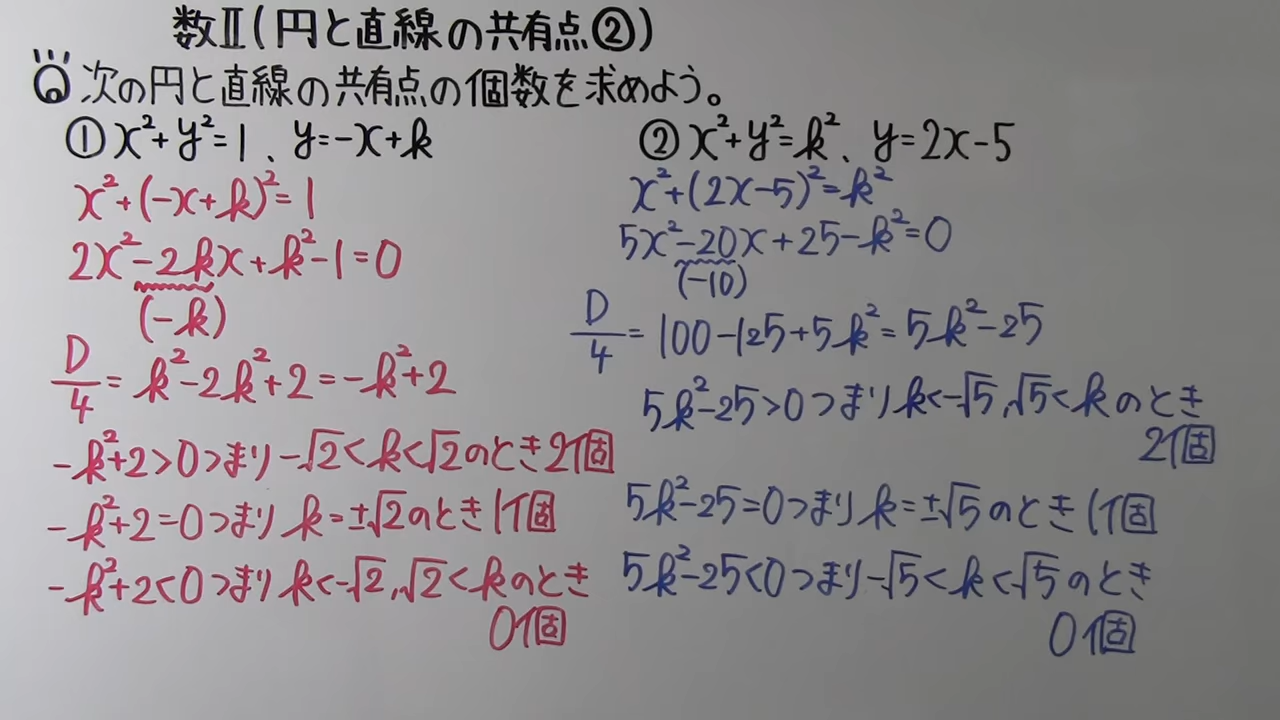 数Ⅱ(円と直線の共有点②)
Q 次の円と直線の共有点の個数を求めよう。
① x²+y²=1、y=-x+k
x²+(-x+k)²=1
2x²-2kx+k²-1=0
(-k)
D/4=k²-2k²+2=-k²+2
-k²+2>0つまり-√2<k<√2のとき2個
-k²+2=0つまりk=±√2のとき1個
-k²+2<0つまりk<-√2,√2<kのとき
0個
② x²+y²=k²、y=2x-5
x²+(2x-5)²=k²
5x²-20x+25-k²=0
(-10)
D/4=100-125+5k²=5k²-25
5k²-25>0つまりk<-√5,√5<kのとき
2個
5k²-25=0つまりk=±√5のとき1個
5k²-25<0つまり-√5<k<√5のとき
0個